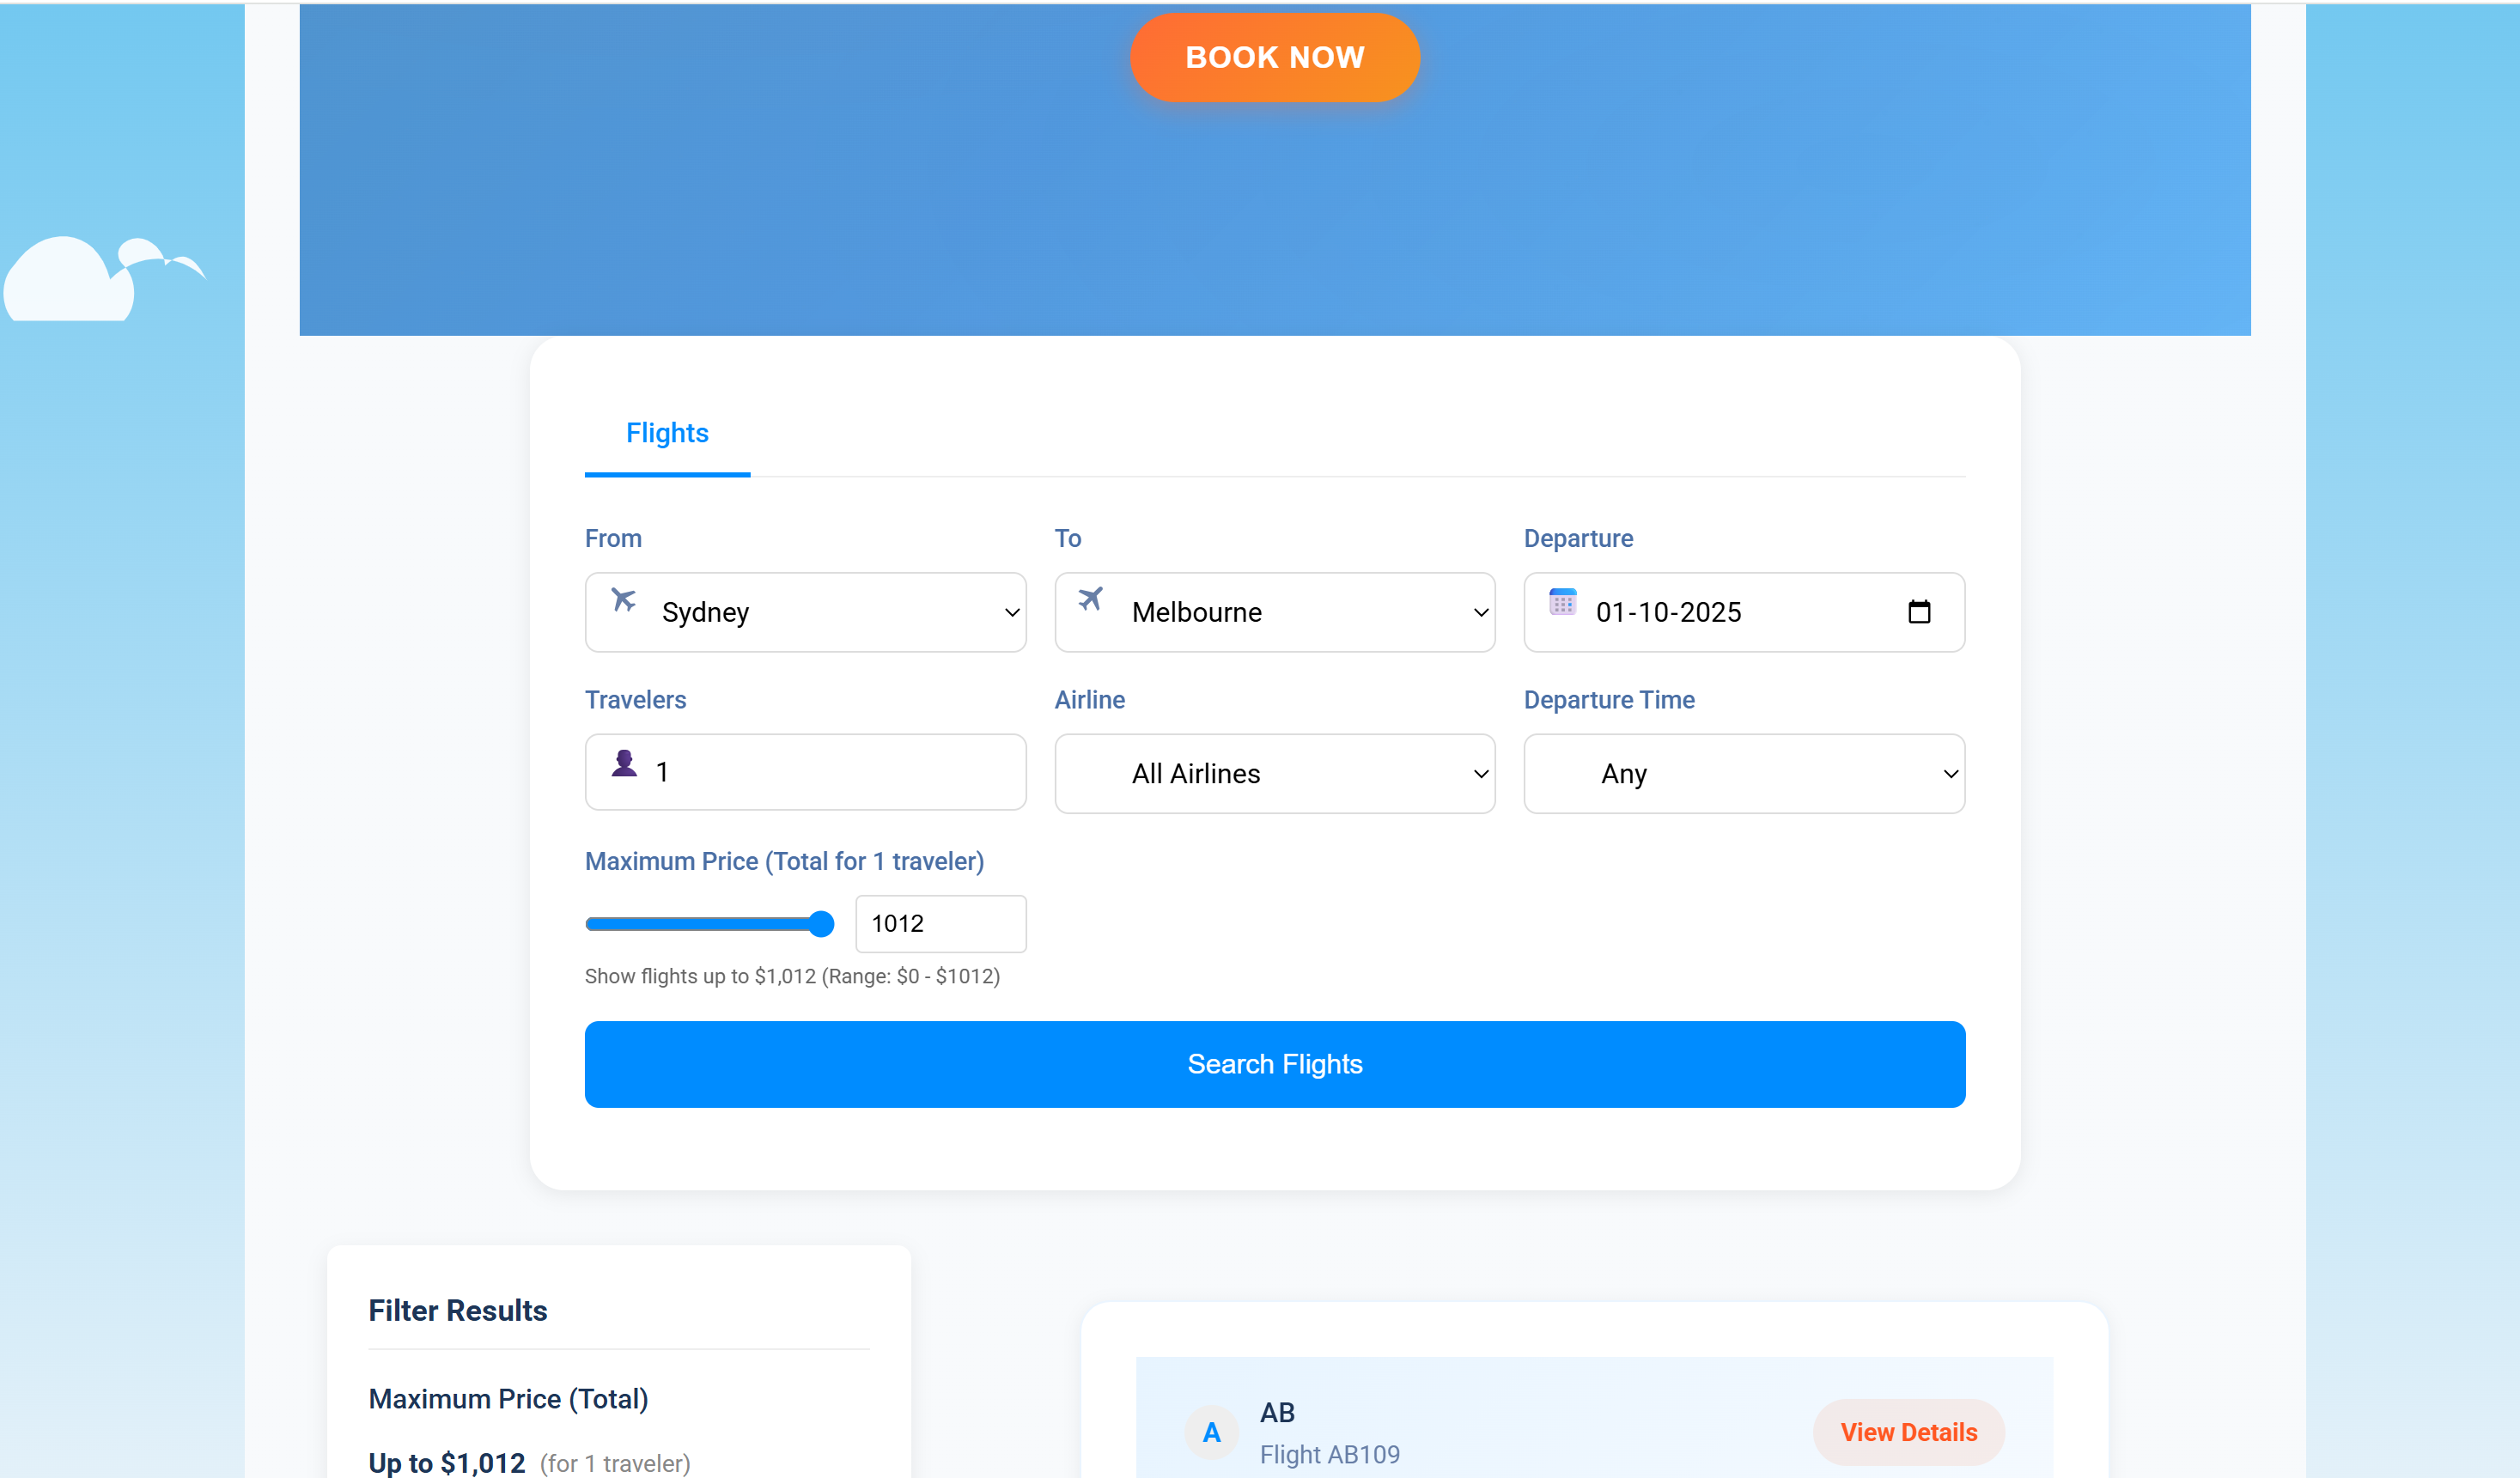 BOOK NOW
Flights
From
To
Departure
Sydney
Melbourne
01-10-2025
Travelers
Airline
Departure Time
1
All Airlines
Any
Maximum Price (Total for 1 traveler)
1012
Show flights up to $1,012 (Range: $0 - $1012)
Search Flights
Filter Results
Maximum Price (Total)
Up to $1,012 (for 1 traveler)
A
AB
Flight AB109
View Details